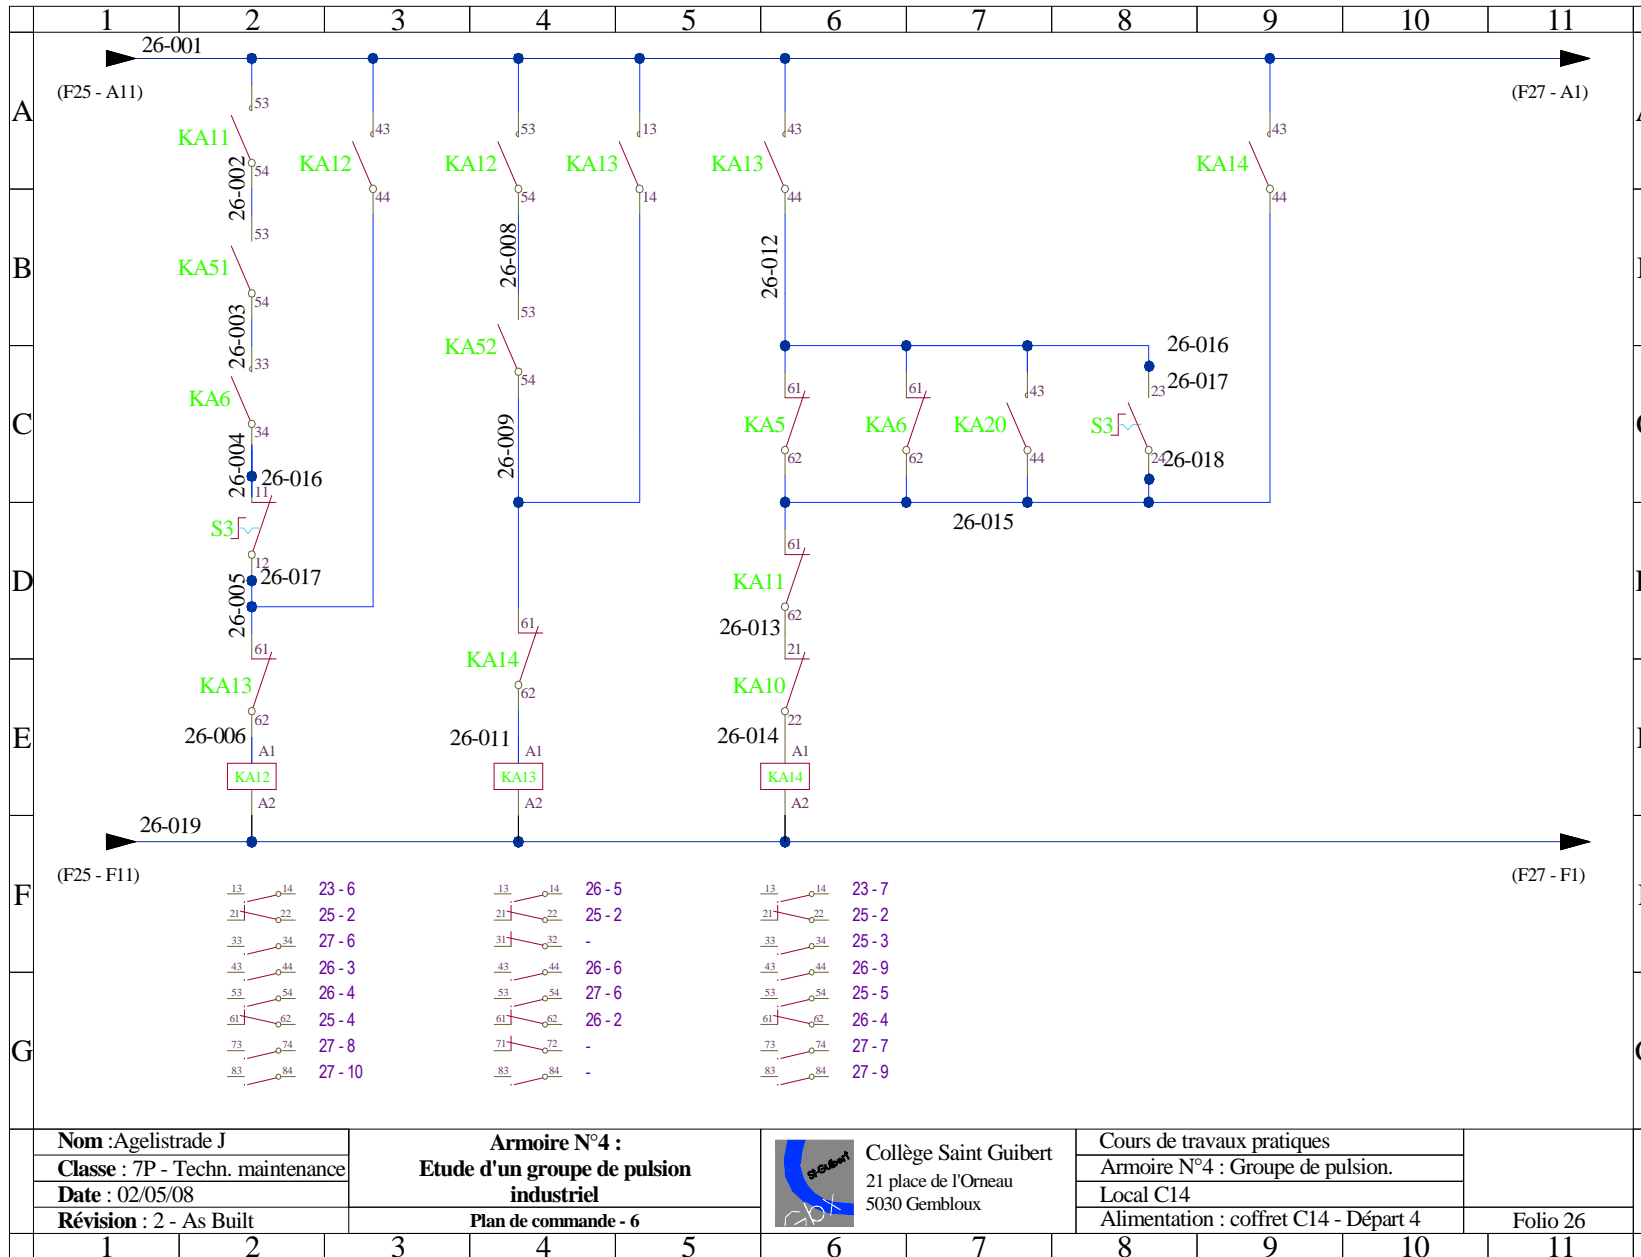 1 2 3 4 5 6 7 8 9 10 11
26-001
(F25 - A11) (F27 - A1)
A
53 43 53 13 43 43
KA11 KA12 KA12 KA13 KA13 KA14
54 44 54 14 44 44
26-002 26-008 26-012
B
53
KA51
54
26-003
53
KA52
54
26-009
26-016
26-017
C
33 61 61 43 23
KA6 KA5 KA6 KA20 S3
34 62 62 44 24
26-018
26-004
26-016
11
S3
12
26-015
D
26-017
26-005
61
KA11
62
26-013
61 61 21
KA13 KA14 KA10
62 62 22
E
26-006 26-011 26-014
A1 A1 A1
KA12 KA13 KA14
A2 A2 A2
26-019
(F25 - F11) (F27 - F1)
F
13 14 23 - 6 13 14 26 - 5 13 14 23 - 7
21 22 25 - 2 21 22 25 - 2 21 22 25 - 2
33 34 27 - 6 31 32 - 33 34 25 - 3
43 44 26 - 3 43 44 26 - 6 43 44 26 - 9
53 54 26 - 4 53 54 27 - 6 53 54 25 - 5
61 62 25 - 4 61 62 26 - 2 61 62 26 - 4
G
73 74 27 - 8 71 72 - 73 74 27 - 7
83 84 27 - 10 83 84 - 83 84 27 - 9
Nom :Agelistrade J
Classe : 7P - Techn. maintenance
Date : 02/05/08
Révision : 2 - As Built
Armoire N°4 :
Etude d'un groupe de pulsion
industriel
Plan de commande - 6
St-Guibert
Gbx
Collège Saint Guibert
21 place de l'Orneau
5030 Gembloux
Cours de travaux pratiques
Armoire N°4 : Groupe de pulsion.
Local C14
Alimentation : coffret C14 - Départ 4
Folio 26
1 2 3 4 5 6 7 8 9 10 11